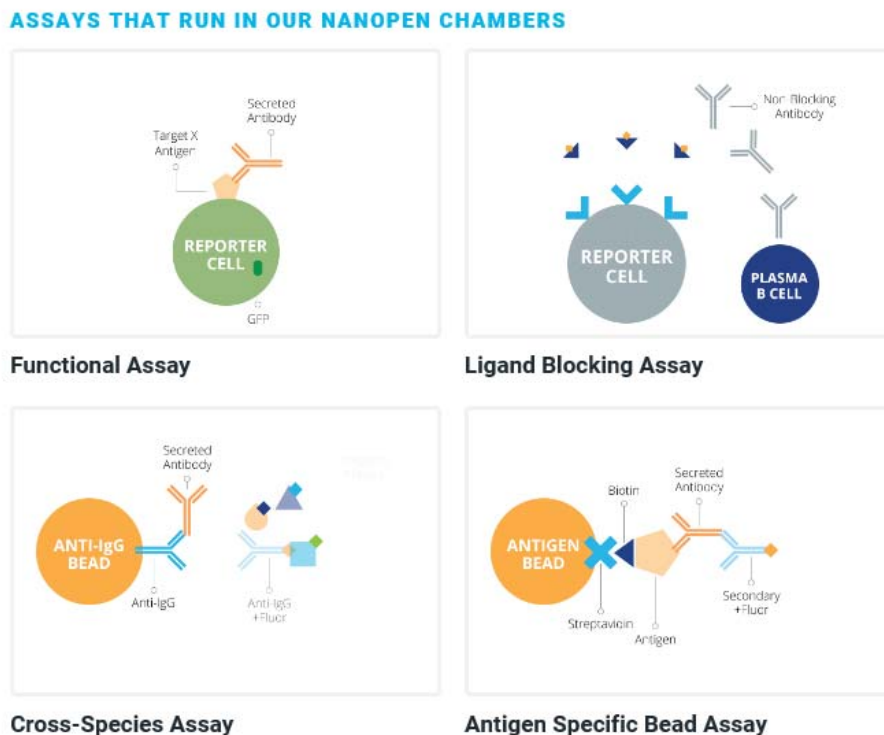 ASSAYS THAT RUN IN OUR NANOPEN CHAMBERS
Secreted
Antibody
Target X
Antigen
REPORTER
CELL
GFP
Functional Assay
Non Blocking
Antibody
REPORTER
CELL
PLASMA
B CELL
Ligand Blocking Assay
Secreted
Antibody
ANTI-IgG
BEAD
Anti-IgG
Anti-IgG
+Fluor
Cross-Species Assay
Secreted
Antibody
Biotin
ANTIGEN
BEAD
Streptavidin
Antigen
Secondary
+Fluor
Antigen Specific Bead Assay